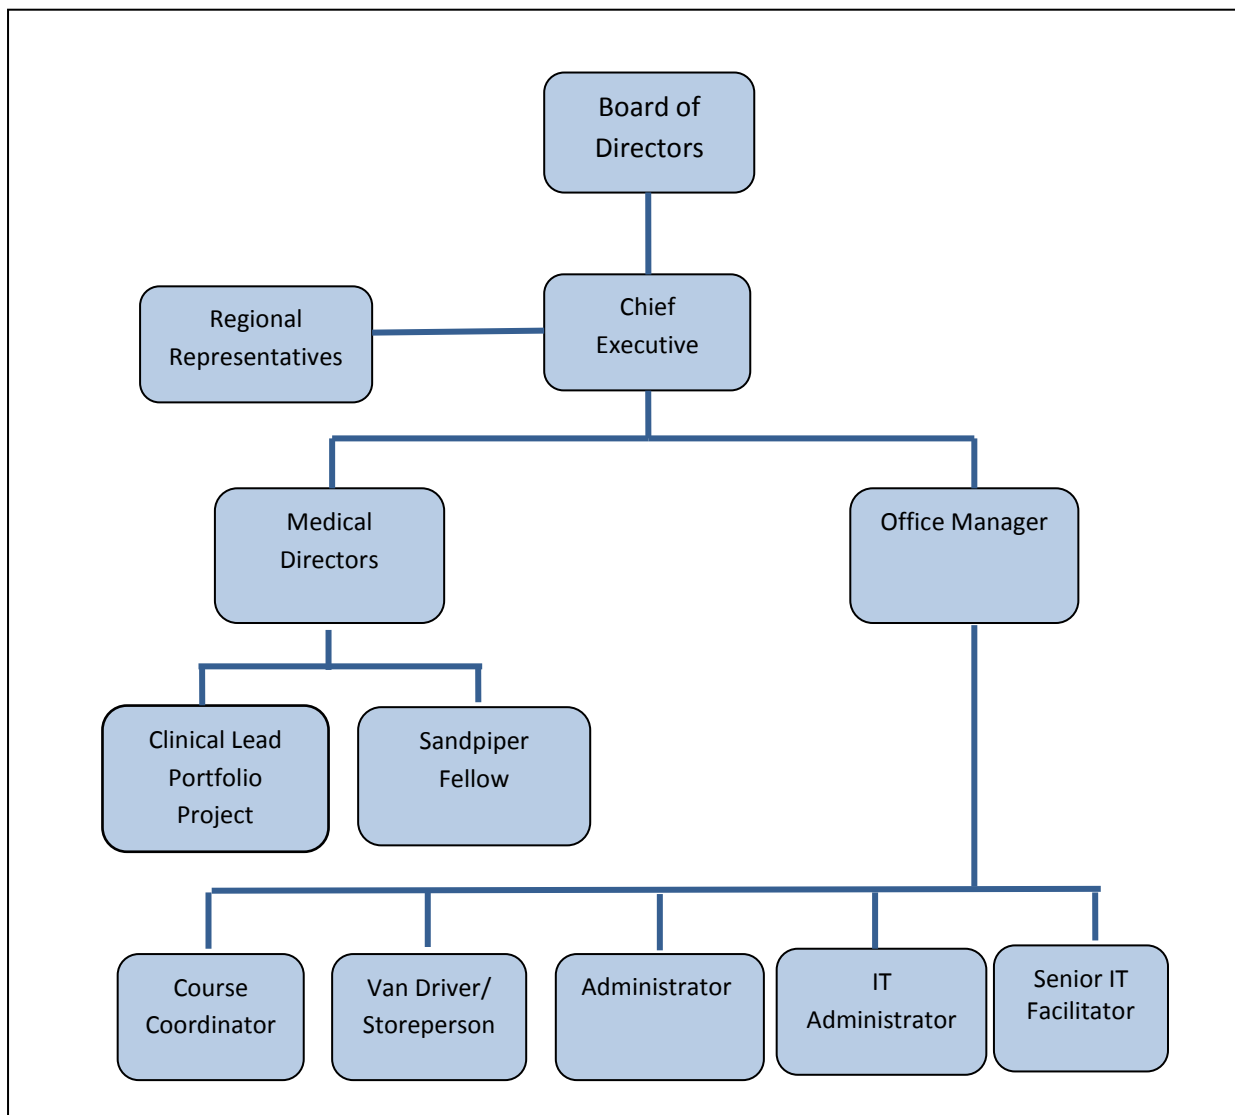 Board of
Directors
Chief
Executive
Regional
Representatives
Medical
Directors
Office Manager
Clinical Lead
Portfolio
Project
Sandpiper
Fellow
Course
Coordinator
Van Driver/
Storeperson
Administrator
IT
Administrator
Senior IT
Facilitator